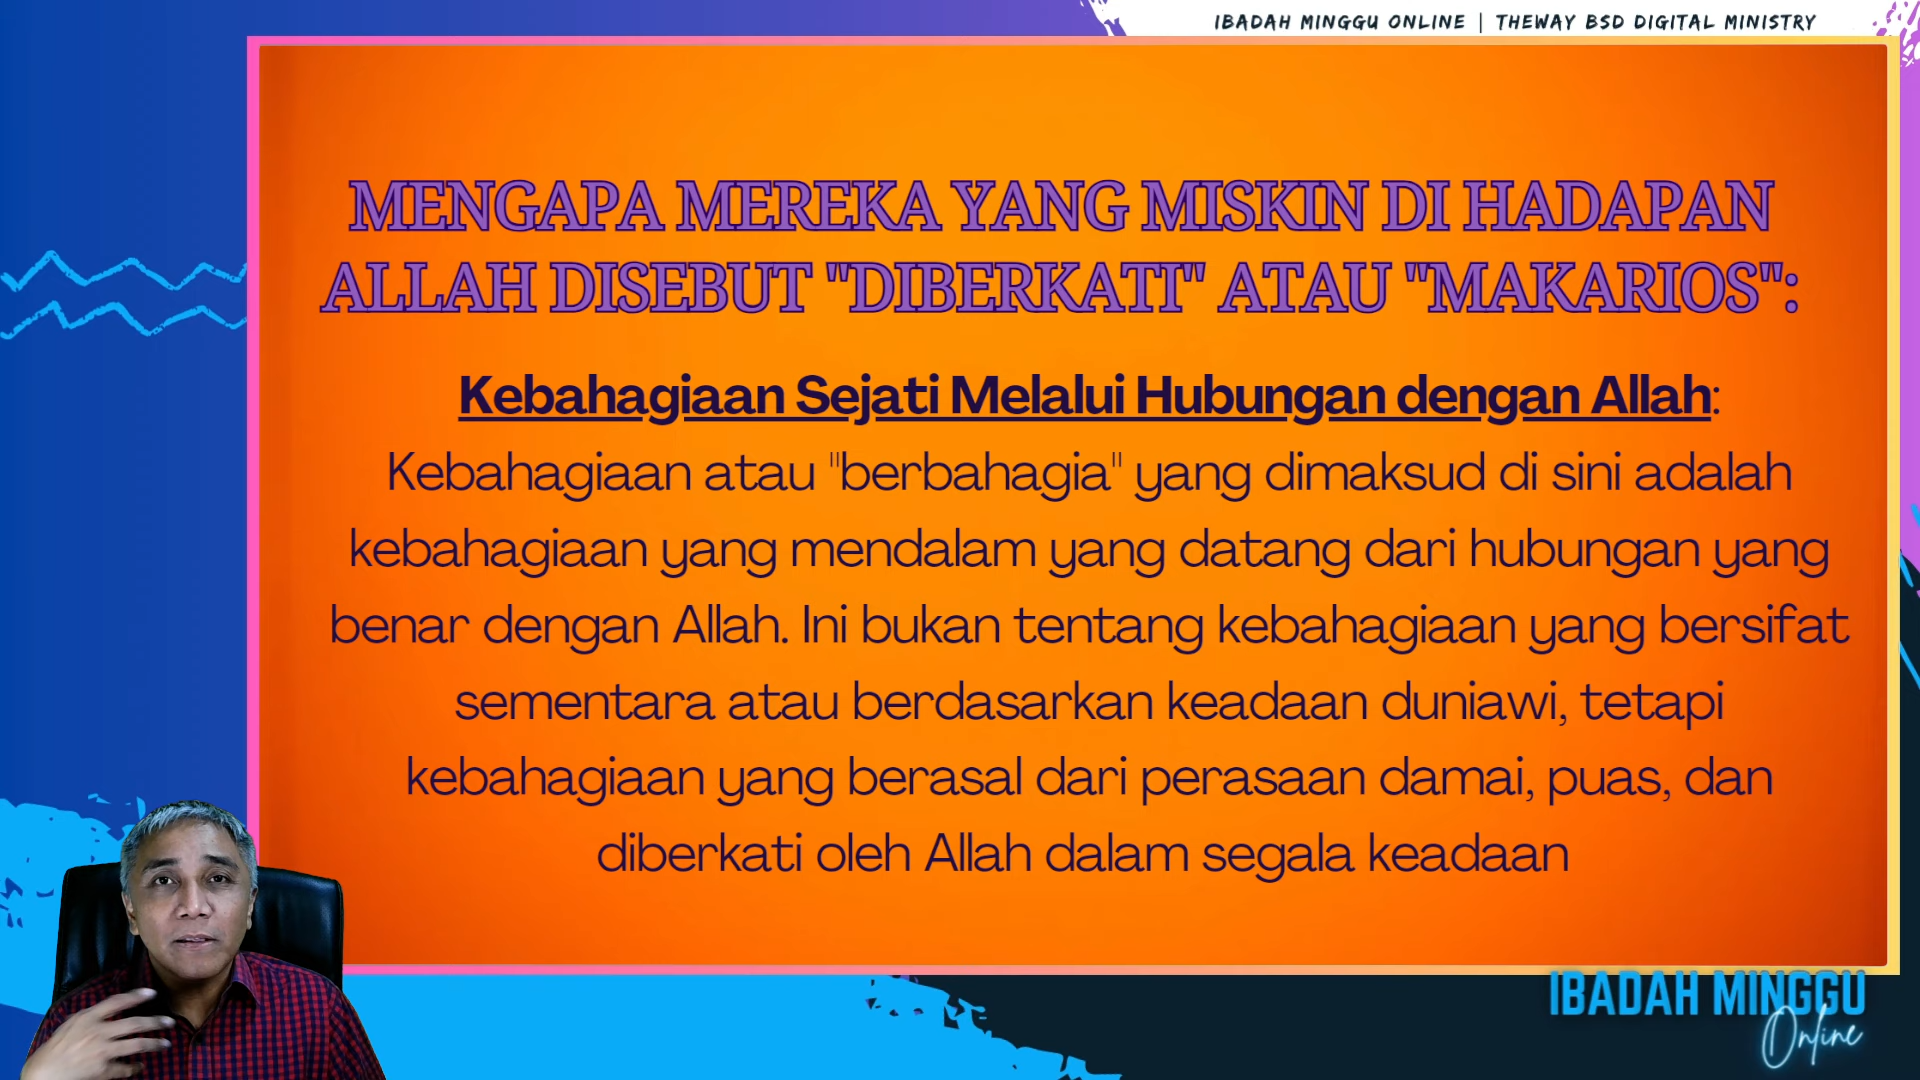 IBADAH MINGGU ONLINE | THEWAY BSD DIGITAL MINISTRY
MENGAPA MEREKA YANG MISKIN DI HADAPAN
ALLAH DISEBUT "DIBERKATI" ATAU "MAKARIOS":
Kebahagiaan Sejati Melalui Hubungan dengan Allah:
Kebahagiaan atau "berbahagia" yang dimaksud di sini adalah
kebahagiaan yang mendalam yang datang dari hubungan yang
benar dengan Allah. Ini bukan tentang kebahagiaan yang bersifat
sementara atau berdasarkan keadaan duniawi, tetapi
kebahagiaan yang berasal dari perasaan damai, puas, dan
diberkati oleh Allah dalam segala keadaan
IBADAH MINGGU
Online